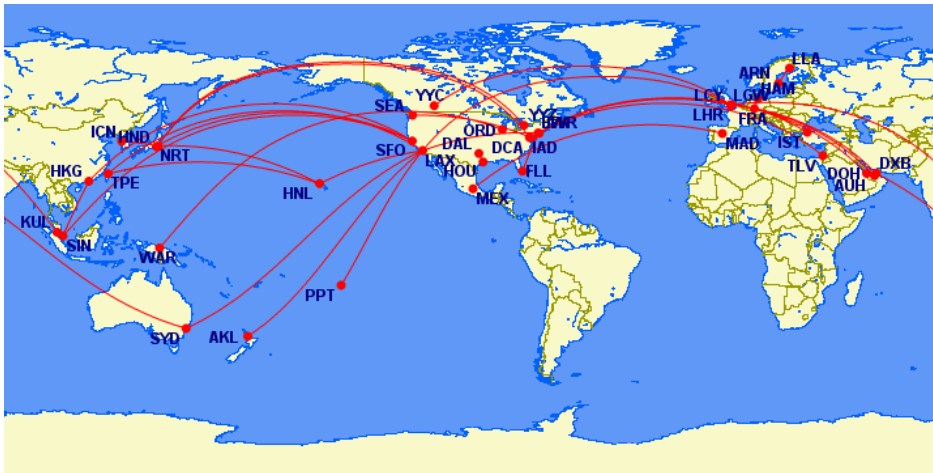 LLA
ARN
HAM
YYC
LCY
LGW
SEA
LHR
FRA
YYZ
ICN
HND
ORD
NRT
SFO
DAL
DCA
IAD
MAD
IST
LAX
HKG
TPE
HOU
FLL
TLV
DXB
DOH
AUH
HNL
MEX
KUL
SIN
WAR
PPT
SYD
AKL